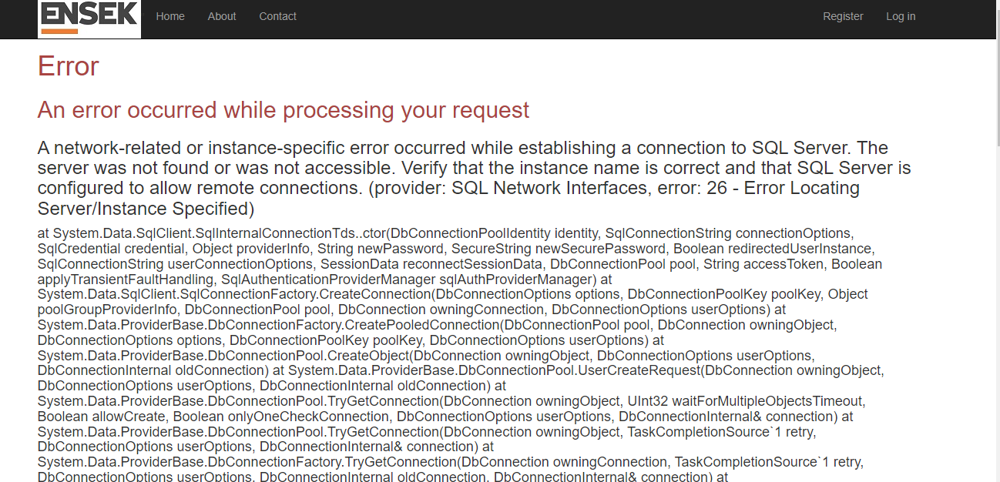 ENSEK Home About Contact Register Log in
Error
An error occurred while processing your request
A network-related or instance-specific error occurred while establishing a connection to SQL Server. The
server was not found or was not accessible. Verify that the instance name is correct and that SQL Server is
configured to allow remote connections. (provider: SQL Network Interfaces, error: 26 - Error Locating
Server/Instance Specified)
at System.Data.SqlClient.SqlInternalConnectionTds..ctor(DbConnectionPoolIdentity identity, SqlConnectionString connectionOptions,
SqlCredential credential, Object providerInfo, String newPassword, SecureString newSecurePassword, Boolean redirectedUserInstance,
SqlConnectionString userConnectionOptions, SessionData reconnectSessionData, DbConnectionPool pool, String accessToken, Boolean
applyTransientFaultHandling, SqlAuthenticationProviderManager sqlAuthProviderManager) at
System.Data.SqlClient.SqlConnectionFactory.CreateConnection(DbConnectionOptions options, DbConnectionPoolKey poolKey, Object
poolGroupProviderInfo, DbConnectionPool pool, DbConnection owningConnection, DbConnectionOptions userOptions) at
System.Data.ProviderBase.DbConnectionFactory.CreatePooledConnection(DbConnectionPool pool, DbConnection owningObject,
DbConnectionOptions options, DbConnectionPoolKey poolKey, DbConnectionOptions userOptions) at
System.Data.ProviderBase.DbConnectionPool.CreateObject(DbConnection owningObject, DbConnectionOptions userOptions,
DbConnectionInternal oldConnection) at System.Data.ProviderBase.DbConnectionPool.UserCreateRequest(DbConnection owningObject,
DbConnectionOptions userOptions, DbConnectionInternal oldConnection) at
System.Data.ProviderBase.DbConnectionPool.TryGetConnection(DbConnection owningObject, UInt32 waitForMultipleObjectsTimeout,
Boolean allowCreate, Boolean onlyOneCheckConnection, DbConnectionOptions userOptions, DbConnectionInternal& connection) at
System.Data.ProviderBase.DbConnectionPool.TryGetConnection(DbConnection owningObject, TaskCompletionSource`1 retry,
DbConnectionOptions userOptions, DbConnectionInternal& connection) at
System.Data.ProviderBase.DbConnectionFactory.TryGetConnection(DbConnection owningConnection, TaskCompletionSource`1 retry,
DbConnectionOptions userOptions, DbConnectionInternal oldConnection, DbConnectionInternal& connection) at